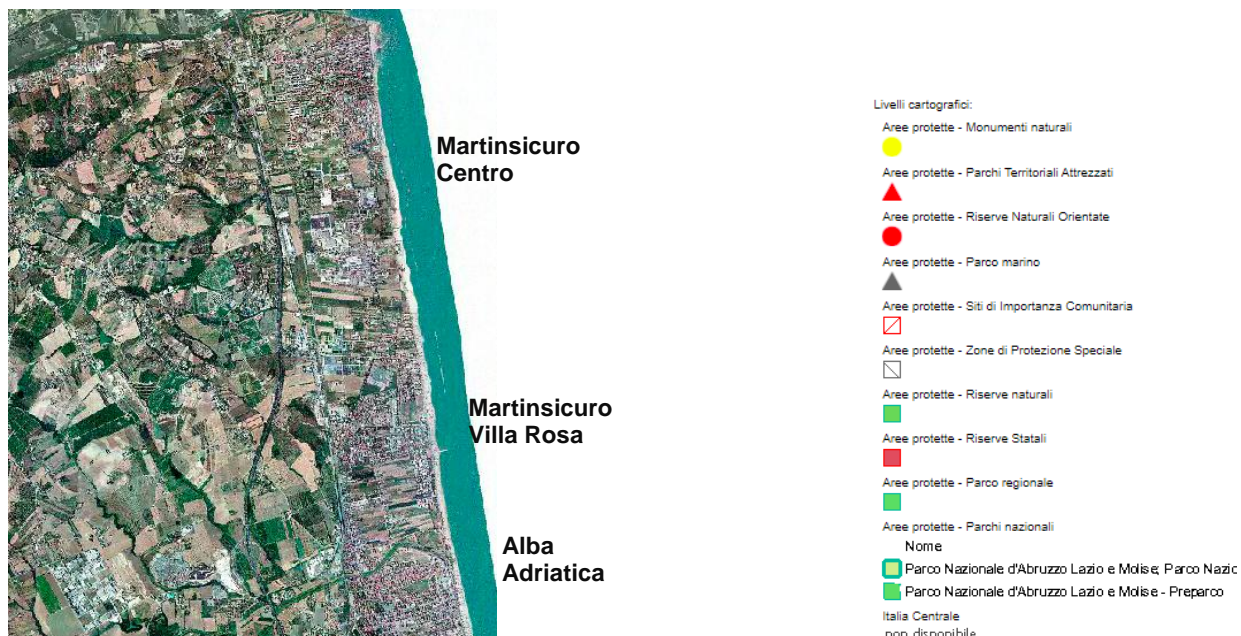 Martinsicuro
Centro
Martinsicuro
Villa Rosa
Alba
Adriatica
Livelli cartografici:
Aree protette - Monumenti naturali
Aree protette - Parchi Territoriali Attrezzati
Aree protette - Riserve Naturali Orientate
Aree protette - Parco marino
Aree protette - Siti di Importanza Comunitaria
Aree protette - Zone di Protezione Speciale
Aree protette - Riserve naturali
Aree protette - Riserve Statali
Aree protette - Parco regionale
Aree protette - Parchi nazionali
Nome
Parco Nazionale d'Abruzzo Lazio e Molise; Parco Nazio
Parco Nazionale d'Abruzzo Lazio e Molise - Preparco
Italia Centrale
non disponibile